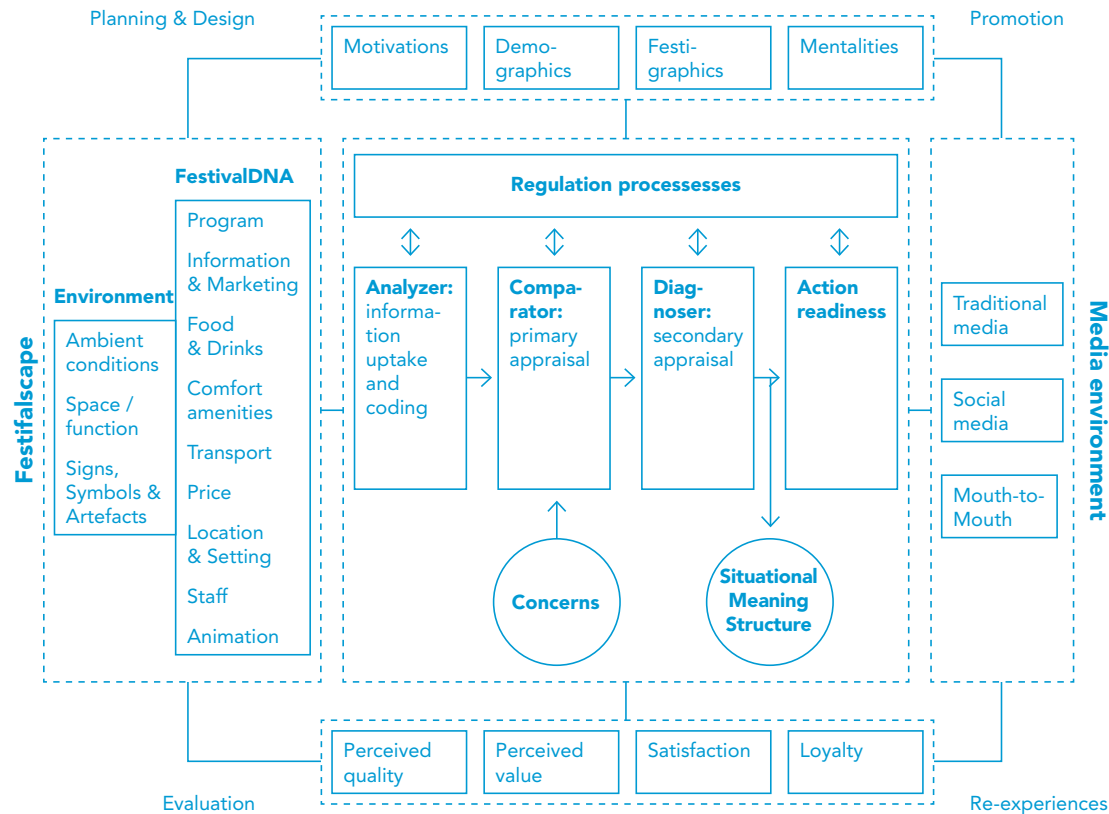 Planning & Design
Promotion
Motivations
Demo-
graphics
Festi-
graphics
Mentalities
Festifalscape
Environment
Ambient
conditions
Space /
function
Signs,
Symbols &
Artefacts
FestivalDNA
Program
Information
& Marketing
Food
& Drinks
Comfort
amenities
Transport
Price
Location
& Setting
Staff
Animation
Regulation processesses
Analyzer:
informa-
tion
uptake
and
coding
Compa-
rator:
primary
appraisal
Diag-
noser:
secondary
appraisal
Action
readiness
Concerns
Situational
Meaning
Structure
Traditional
media
Social
media
Mouth-to-
Mouth
Media environment
Perceived
quality
Perceived
value
Satisfaction
Loyalty
Evaluation
Re-experiences